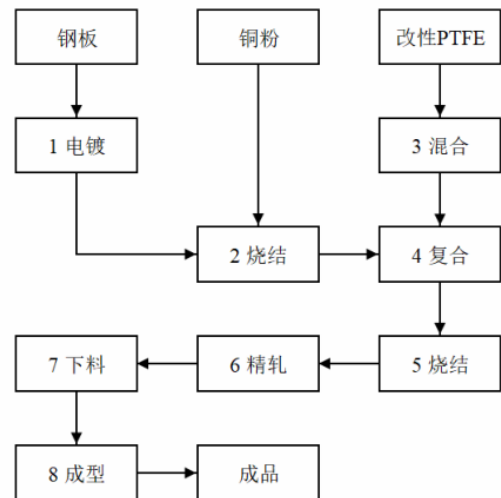 钢板
铜粉
改性PTFE
1 电镀
3 混合
2 烧结
4 复合
7 下料
6 精轧
5 烧结
8 成型
成品